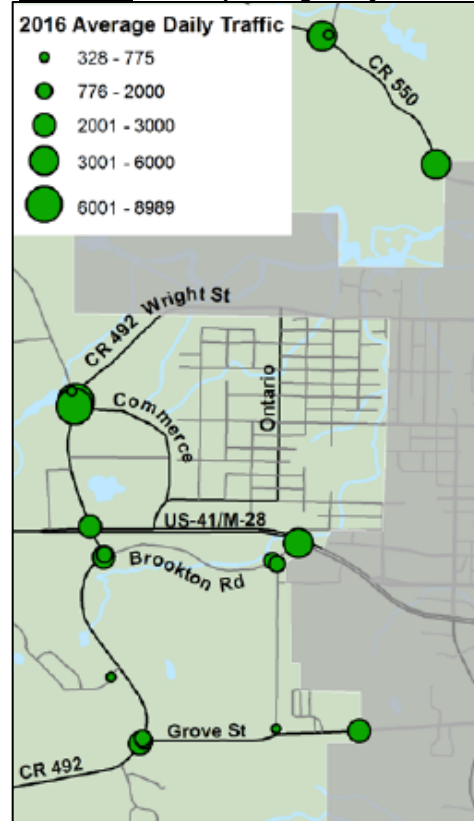 2016 Average Daily Traffic
328 - 775
776 - 2000
2001 - 3000
3001 - 6000
6001 - 8989
CR 550
CR 492 Wright St
Commerce
Ontario
US-41/M-28
Brookton Rd
Grove St
CR 492